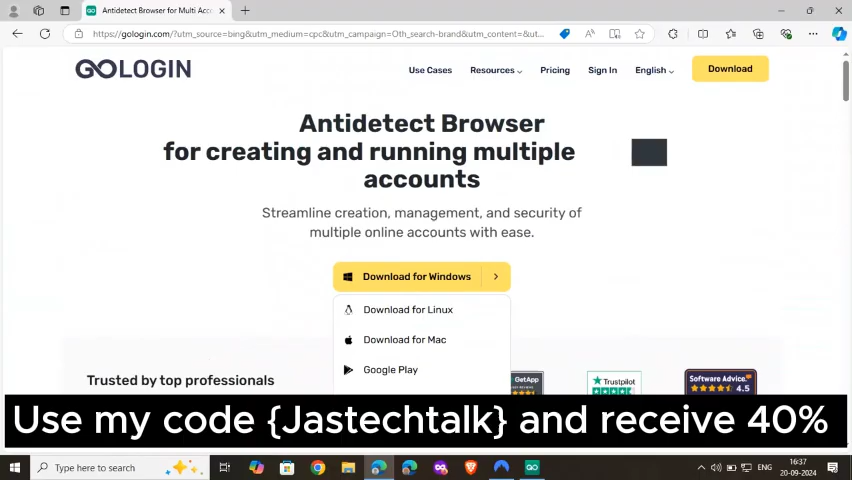 Antidetect Browser for Multi Acc
https://gologin.com/?utm_source=bing&utm_medium=cpc&utm_campaign=Oth_search-brand&utm_content=&ut...
GOLOGIN
Use Cases
Resources
Pricing
Sign In
English
Download
Antidetect Browser
for creating and running multiple
accounts
Streamline creation, management, and security of
multiple online accounts with ease.
Download for Windows
Download for Linux
Download for Mac
Google Play
Trusted by top professionals
GetApp
Trustpilot
Software Advice
4.5
Use my code {Jastechtalk} and receive 40%
Type here to search
ENG
16:37
20-09-2024